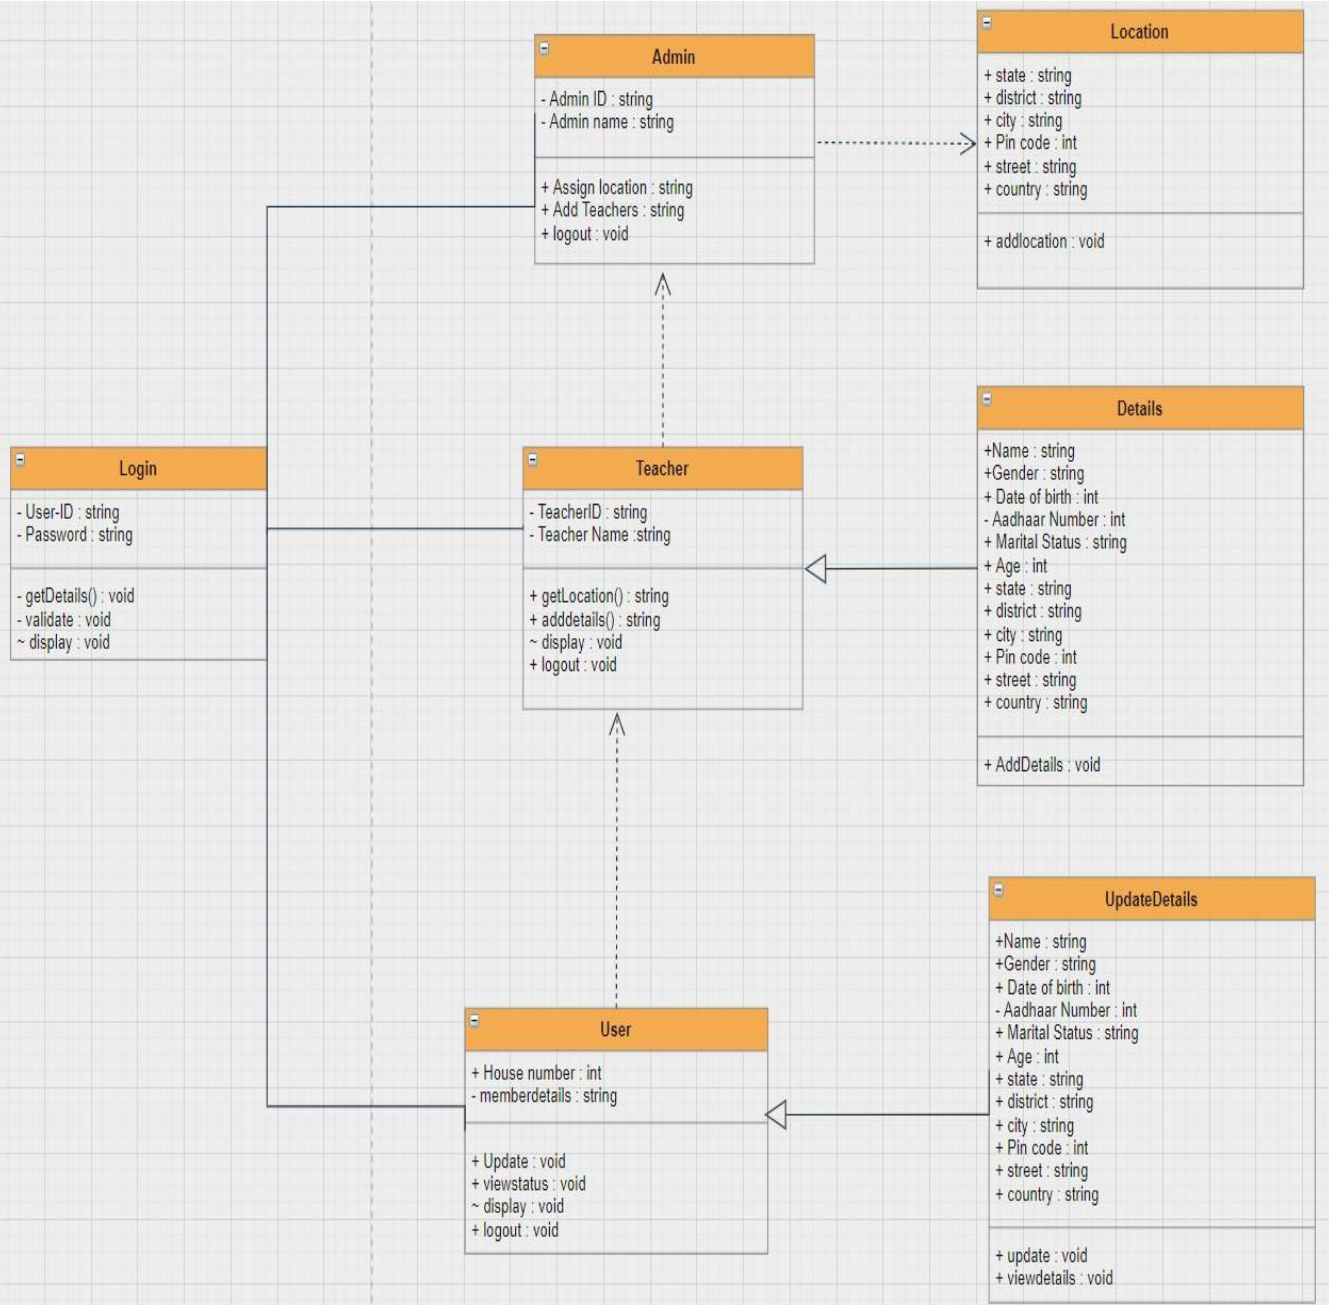 Admin
- Admin ID : string
- Admin name : string
+ Assign location : string
+ Add Teachers : string
+ logout : void
Location
+ state : string
+ district : string
+ city : string
+ Pin code : int
+ street : string
+ country : string
+ addlocation : void
Login
- User-ID : string
- Password : string
- getDetails() : void
- validate : void
~ display : void
Teacher
- TeacherID : string
- Teacher Name :string
+ getLocation() : string
+ adddetails() : string
~ display : void
+ logout : void
Details
+Name : string
+Gender : string
+ Date of birth : int
- Aadhaar Number : int
+ Marital Status : string
+ Age : int
+ state : string
+ district : string
+ city : string
+ Pin code : int
+ street : string
+ country : string
+ AddDetails : void
User
+ House number : int
- memberdetails : string
+ Update : void
+ viewstatus : void
~ display : void
+ logout : void
UpdateDetails
+Name : string
+Gender : string
+ Date of birth : int
- Aadhaar Number : int
+ Marital Status : string
+ Age : int
+ state : string
+ district : string
+ city : string
+ Pin code : int
+ street : string
+ country : string
+ update : void
+ viewdetails : void